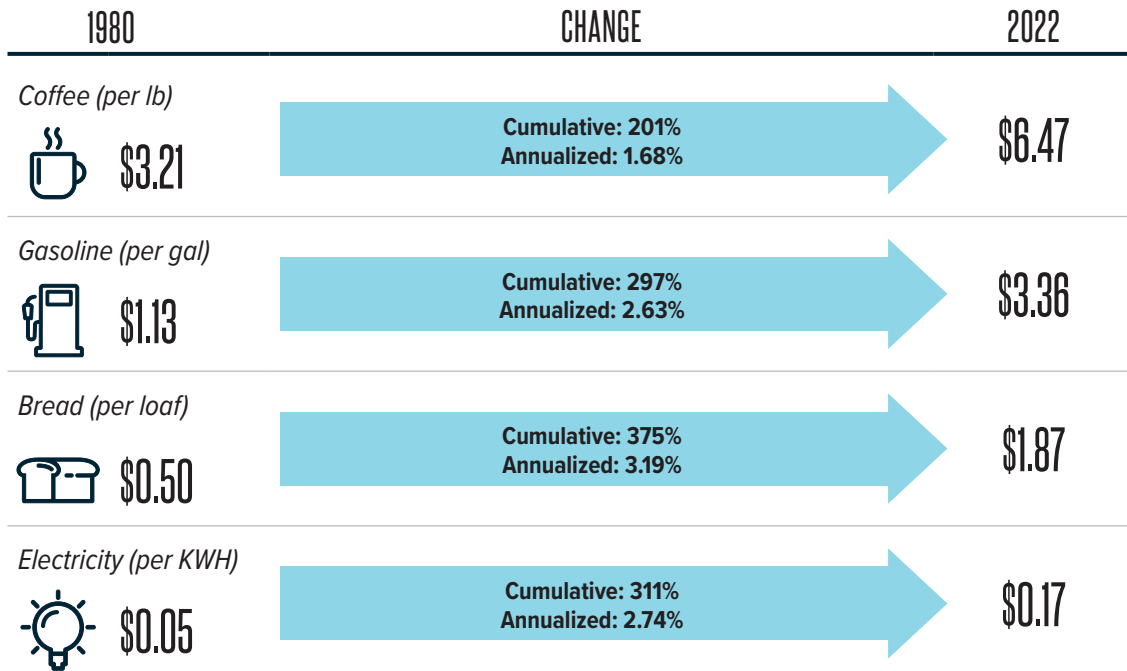 1980 CHANGE 2022
Coffee (per lb)
$3.21
Cumulative: 201%
Annualized: 1.68%
$6.47
Gasoline (per gal)
$1.13
Cumulative: 297%
Annualized: 2.63%
$3.36
Bread (per loaf)
$0.50
Cumulative: 375%
Annualized: 3.19%
$1.87
Electricity (per KWH)
$0.05
Cumulative: 311%
Annualized: 2.74%
$0.17